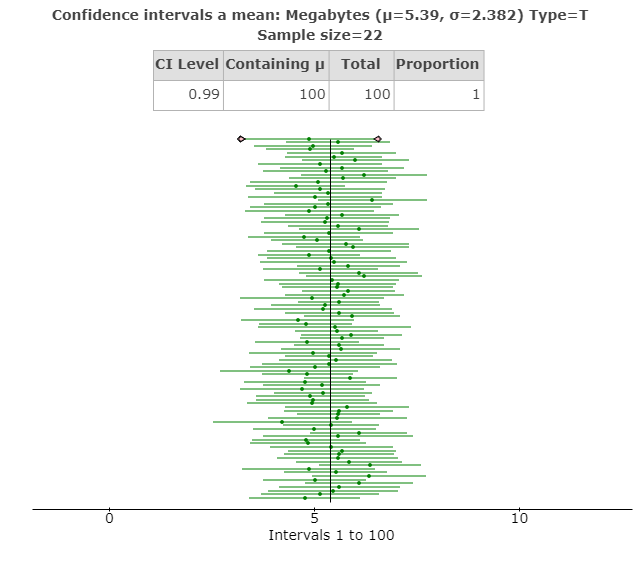 Confidence intervals a mean: Megabytes (μ=5.39, σ=2.382) Type=T
Sample size=22
CI Level Containing μ Total Proportion
0.99 100 100 1
0 5 10
Intervals 1 to 100